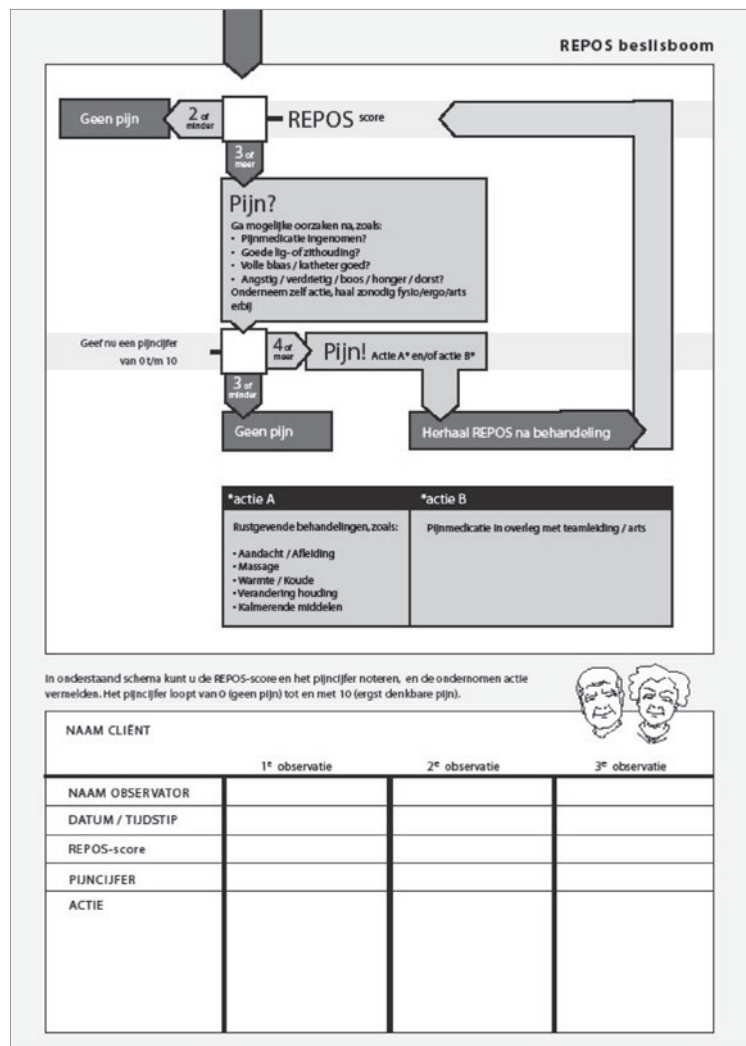 REPOS beslisboom
Geen pijn
2 of
minder
REPOS score
3 of
meer
Pijn?
Ga mogelijke oorzaken na, zoals:
• Pijnmedicatie ingenomen?
• Goede lig- of zithouding?
• Volle blaas / katheter goed?
• Angstig / verdrietig / boos / honger / dorst?
Onderneem zelf actie, haal zonodig fysio/ergo/arts
erbij
Geef nu een pijncijfer
van 0 t/m 10
4 of
meer
Pijn! Actie A* en/of actie B*
3 of
minder
Geen pijn
Herhaal REPOS na behandeling
*actie A
*actie B
Rustgevende behandelingen, zoals:
Pijnmedicatie in overleg met teamleiding / arts
• Aandacht / Afleiding
• Massage
• Warmte / Koude
• Verandering houding
• Kalmerende middelen
In onderstaand schema kunt u de REPOS-score en het pijncijfer noteren, en de ondernomen actie
vermelden. Het pijncijfer loopt van 0 (geen pijn) tot en met 10 (ergst denkbare pijn).
NAAM CLIËNT
1e observatie
2e observatie
3e observatie
NAAM OBSERVATOR
DATUM / TIJDSTIP
REPOS-score
PIJNCIJFER
ACTIE